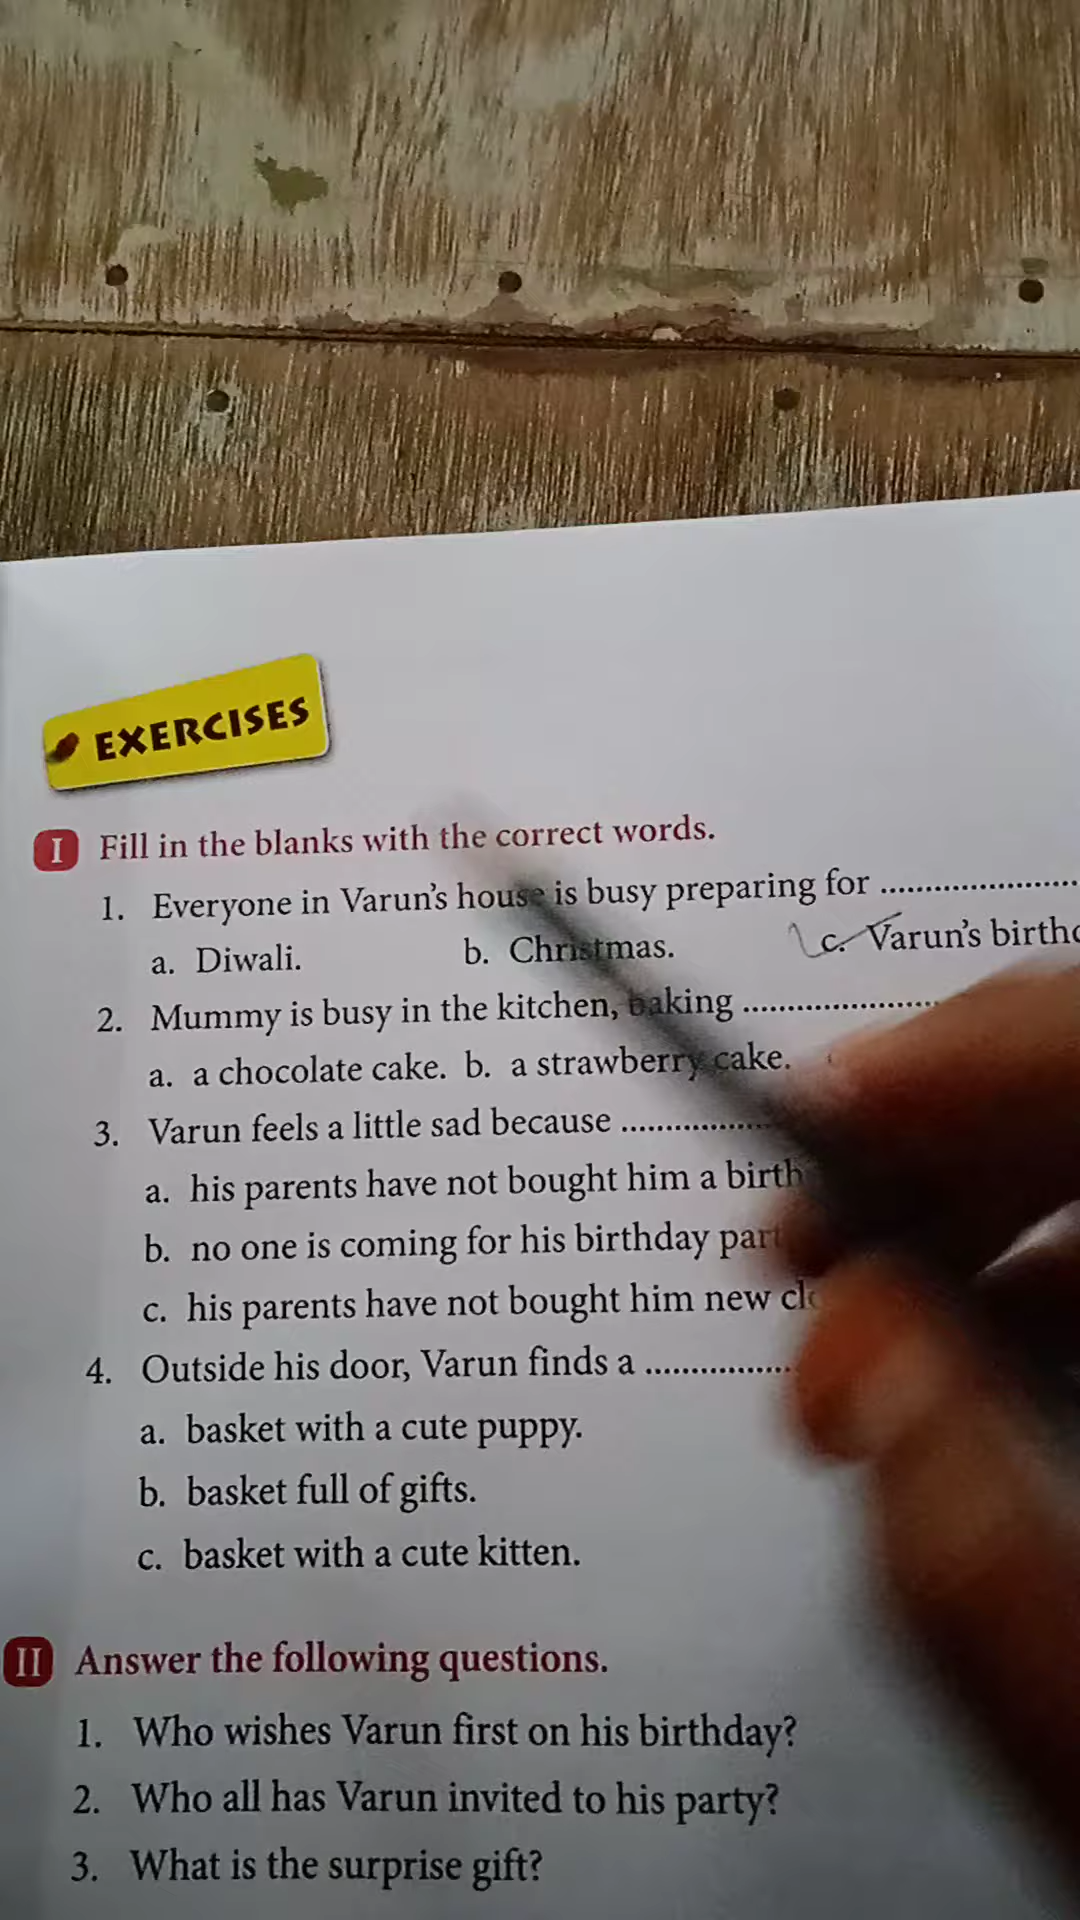 EXERCISES
I Fill in the blanks with the correct words.
1. Everyone in Varun's house is busy preparing for ......................
a. Diwali. b. Christmas. c. Varun's
2. Mummy is busy in the kitchen, baking ......................
a. a chocolate cake. b. a strawberry cake.
3. Varun feels a little sad because ................
a. his parents have not bought him a
b. no one is coming for his birthday
c. his parents have not bought him new
4. Outside his door, Varun finds a ................
a. basket with a cute puppy.
b. basket full of gifts.
c. basket with a cute kitten.
II Answer the following questions.
1. Who wishes Varun first on his birthday?
2. Who all has Varun invited to his party?
3. What is the surprise gift?